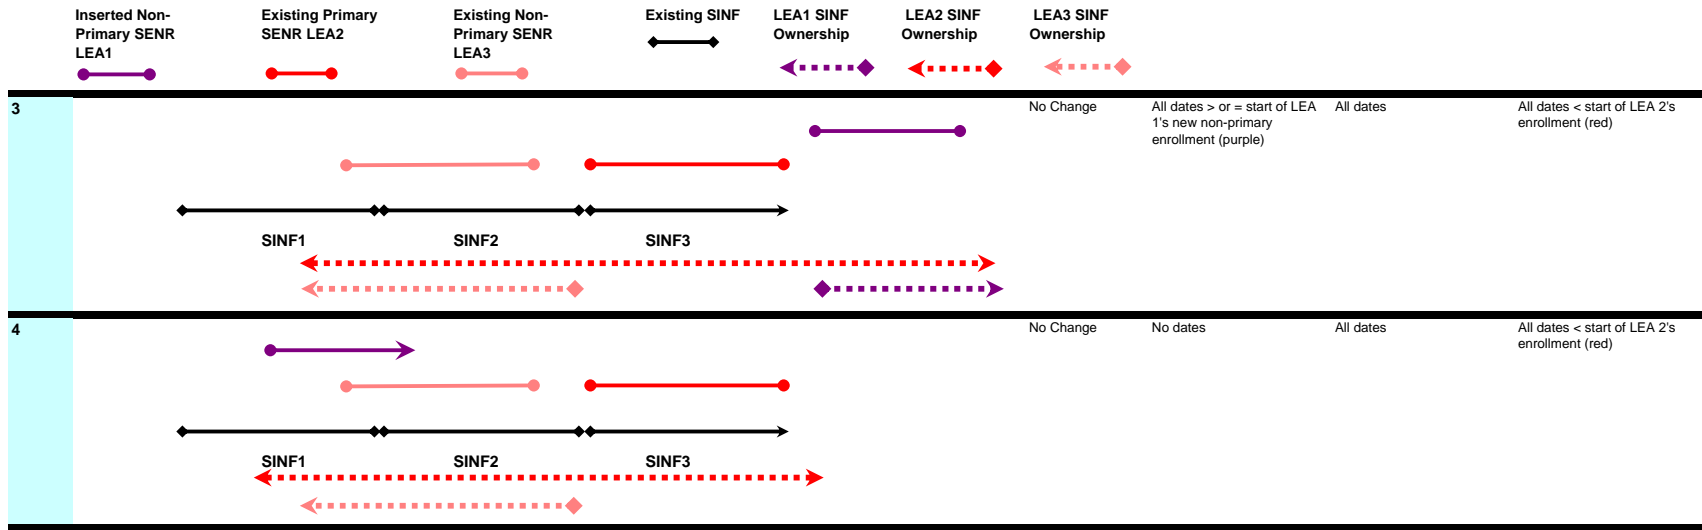 Inserted Non-
Primary SENR
LEA1
Existing Primary
SENR LEA2
Existing Non-
Primary SENR
LEA3
Existing SINF
LEA1 SINF
Ownership
LEA2 SINF
Ownership
LEA3 SINF
Ownership
3
No Change
All dates > or = start of LEA
1's new non-primary
enrollment (purple)
All dates
All dates < start of LEA 2's
enrollment (red)
SINF1
SINF2
SINF3
4
No Change
No dates
All dates
All dates < start of LEA 2's
enrollment (red)
SINF1
SINF2
SINF3